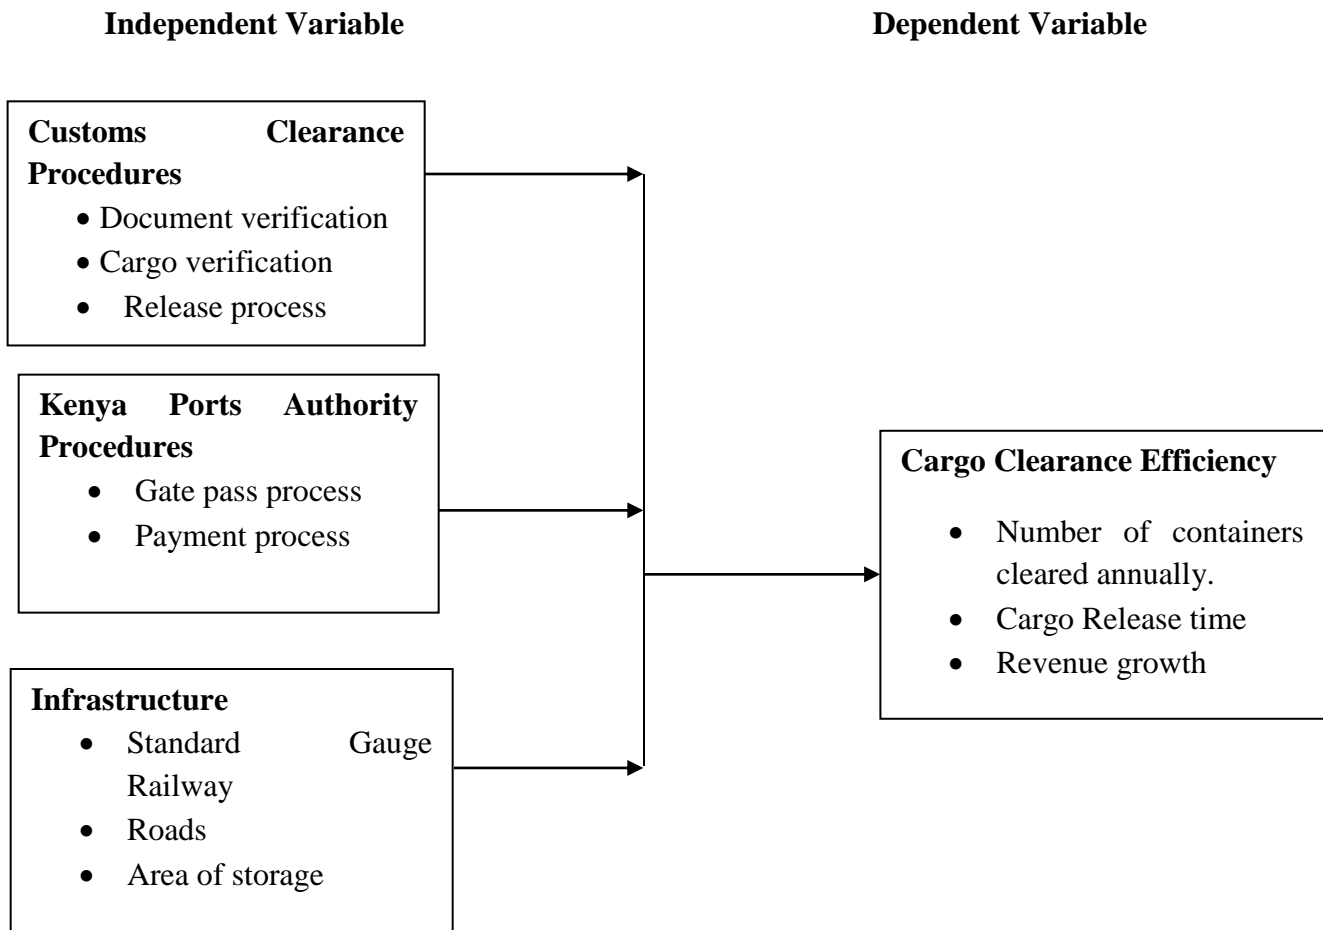 Independent Variable
Dependent Variable
Customs Clearance
Procedures
• Document verification
• Cargo verification
• Release process
Kenya Ports Authority
Procedures
• Gate pass process
• Payment process
Infrastructure
• Standard Gauge
Railway
• Roads
• Area of storage
Cargo Clearance Efficiency
• Number of containers
cleared annually.
• Cargo Release time
• Revenue growth